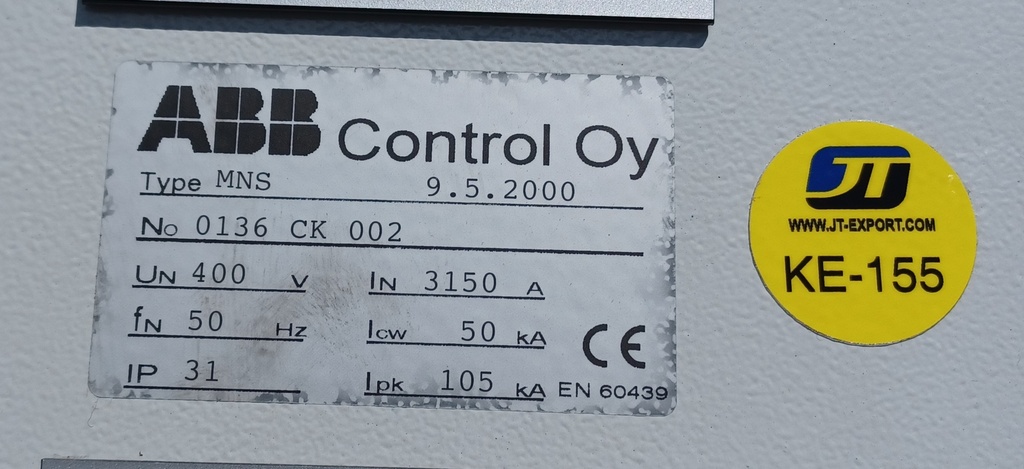 ABB Control Oy
Type MNS 9.5.2000
No 0136 CK 002
UN 400 V IN 3150 A
fN 50 Hz Icw 50 kA
IP 31 Ipk 105 kA
CE
EN 60439
JT
WWW.JT-EXPORT.COM
KE-155